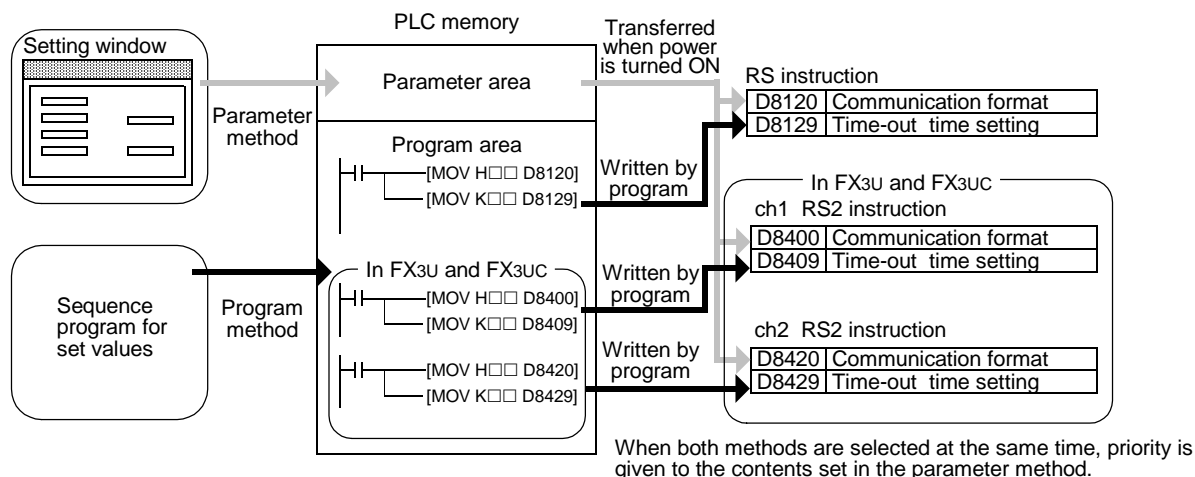 Setting window
Parameter
method
PLC memory
Parameter area
Transferred
when power
is turned ON
Program area
[MOV H□□ D8120]
[MOV K□□ D8129]
Written by
program
RS instruction
D8120 Communication format
D8129 Time-out time setting
Sequence
program for
set values
Program
method
In FX3U and FX3UC
[MOV H□□ D8400]
[MOV K□□ D8409]
Written by
program
[MOV H□□ D8420]
[MOV K□□ D8429]
Written by
program
In FX3U and FX3UC
ch1 RS2 instruction
D8400 Communication format
D8409 Time-out time setting
ch2 RS2 instruction
D8420 Communication format
D8429 Time-out time setting
When both methods are selected at the same time, priority is
given to the contents set in the parameter method.